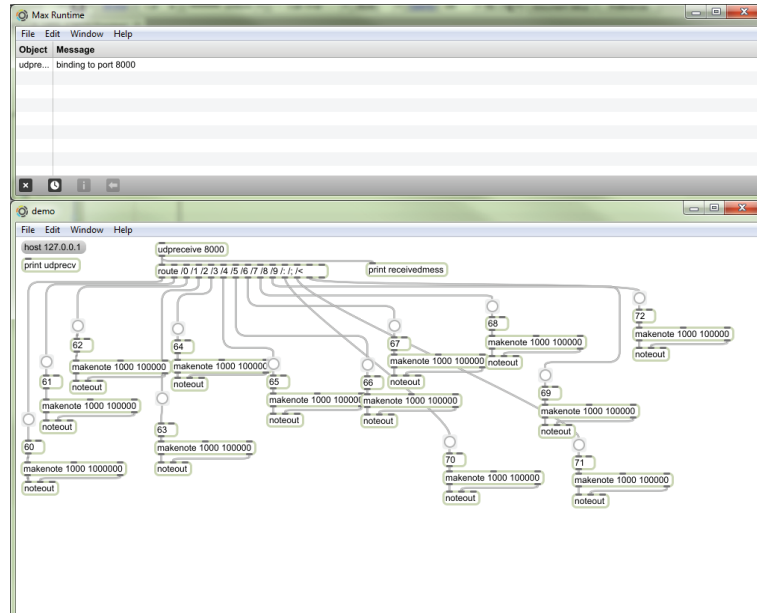 Max Runtime
File Edit Window Help
Object Message
udpre... binding to port 8000
demo
File Edit Window Help
host 127.0.0.1
udpreceive 8000
print udprecv
route /0 /1 /2 /3 /4 /5 /6 /7 /8 /9 /: /; /<
print receivedmess
72
68
62
64
67
makenote 1000 100000
makenote 1000 100000
noteout
noteout
makenote 1000 100000
makenote 1000 100000
makenote 1000 100000
61
noteout
noteout
65
66
noteout
69
makenote 1000 100000
makenote 1000 10000
makenote 1000 100000
makenote 1000 100000
noteout
noteout
noteout
63
noteout
60
makenote 1000 100000
70
71
makenote 1000 1000000
noteout
makenote 1000 100000
makenote 1000 100000
noteout
noteout
noteout